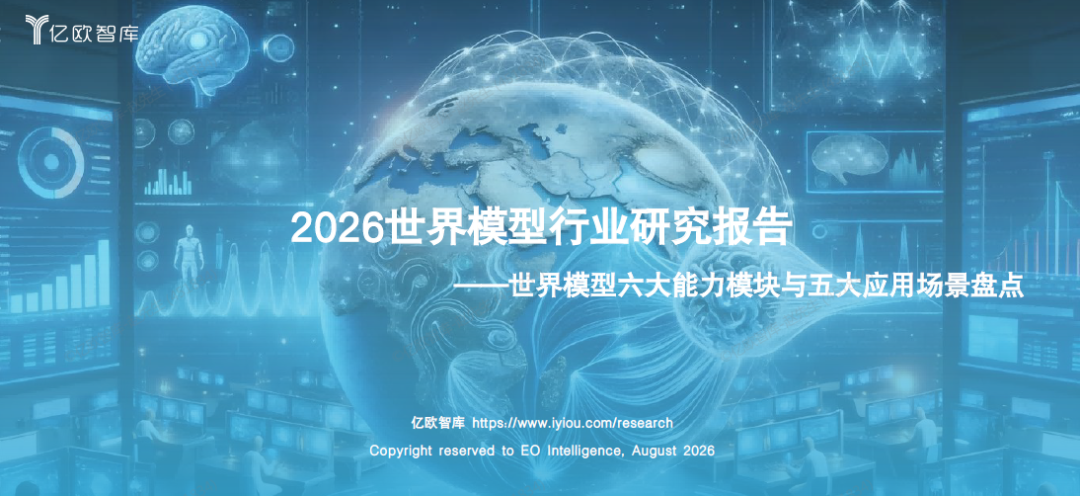 亿欧智库
2026世界模型行业研究报告
——世界模型六大能力模块与五大应用场景盘点
亿欧智库 https://www.iyiou.com/research
Copyright reserved to EO Intelligence, August 2026